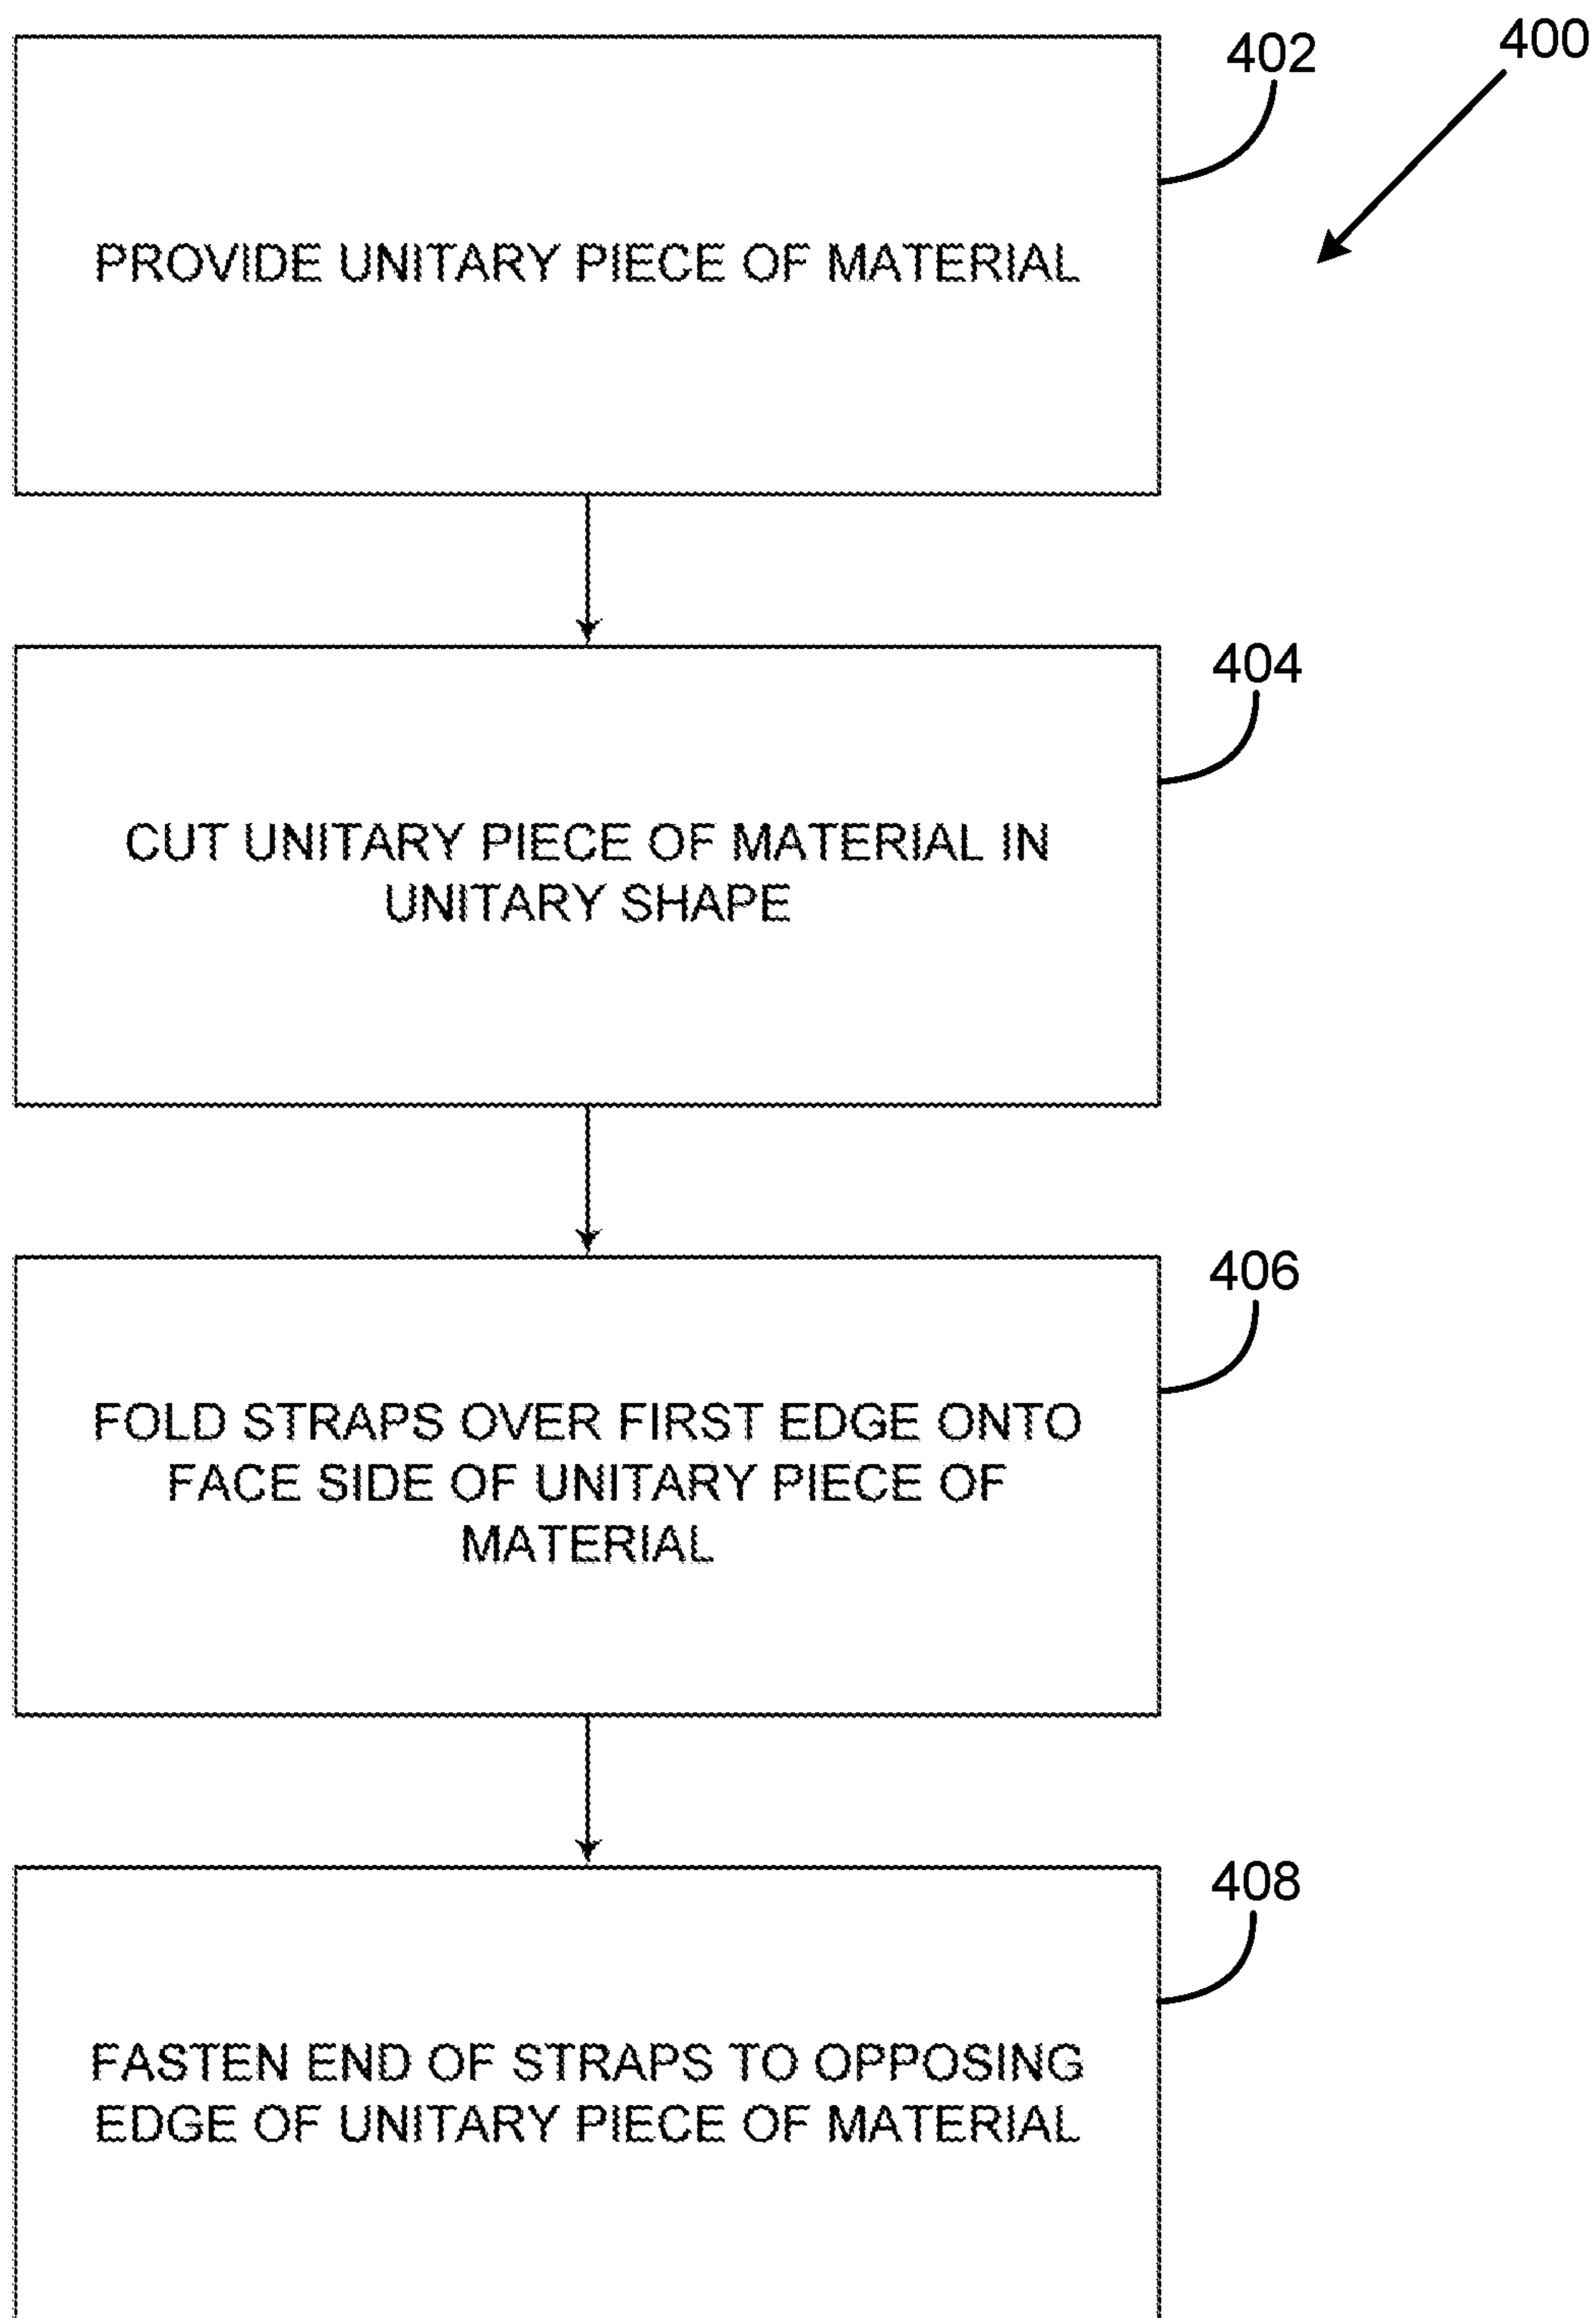 400
402
PROVIDE UNITARY PIECE OF MATERIAL
404
CUT UNITARY PIECE OF MATERIAL IN
UNITARY SHAPE
406
FOLD STRAPS OVER FIRST EDGE ONTO
FACE SIDE OF UNITARY PIECE OF
MATERIAL
408
FASTEN END OF STRAPS TO OPPOSING
EDGE OF UNITARY PIECE OF MATERIAL